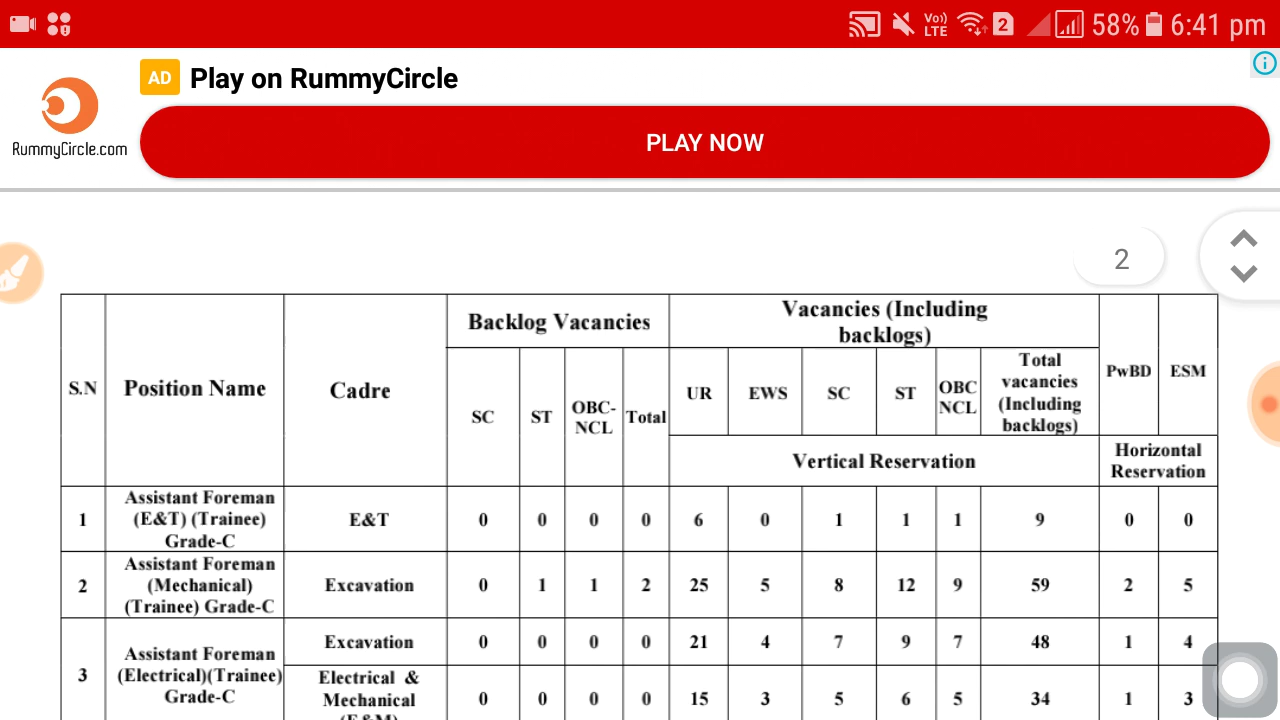 Vo)) LTE 2 58% 6:41 pm
AD Play on RummyCircle
RummyCircle.com
PLAY NOW
2
S.N Position Name Cadre Backlog Vacancies Vacancies (Including backlogs) PwBD ESM
SC ST OBC-NCL Total UR EWS SC ST OBC NCL Total vacancies (Including backlogs)
Vertical Reservation Horizontal Reservation
1 Assistant Foreman (E&T) (Trainee) Grade-C E&T 0 0 0 0 6 0 1 1 1 9 0 0
2 Assistant Foreman (Mechanical) (Trainee) Grade-C Excavation 0 1 1 2 25 5 8 12 9 59 2 5
3 Assistant Foreman (Electrical)(Trainee) Grade-C Excavation 0 0 0 0 21 4 7 9 7 48 1 4
Electrical & Mechanical (E&M) 0 0 0 0 15 3 5 6 5 34 1 3